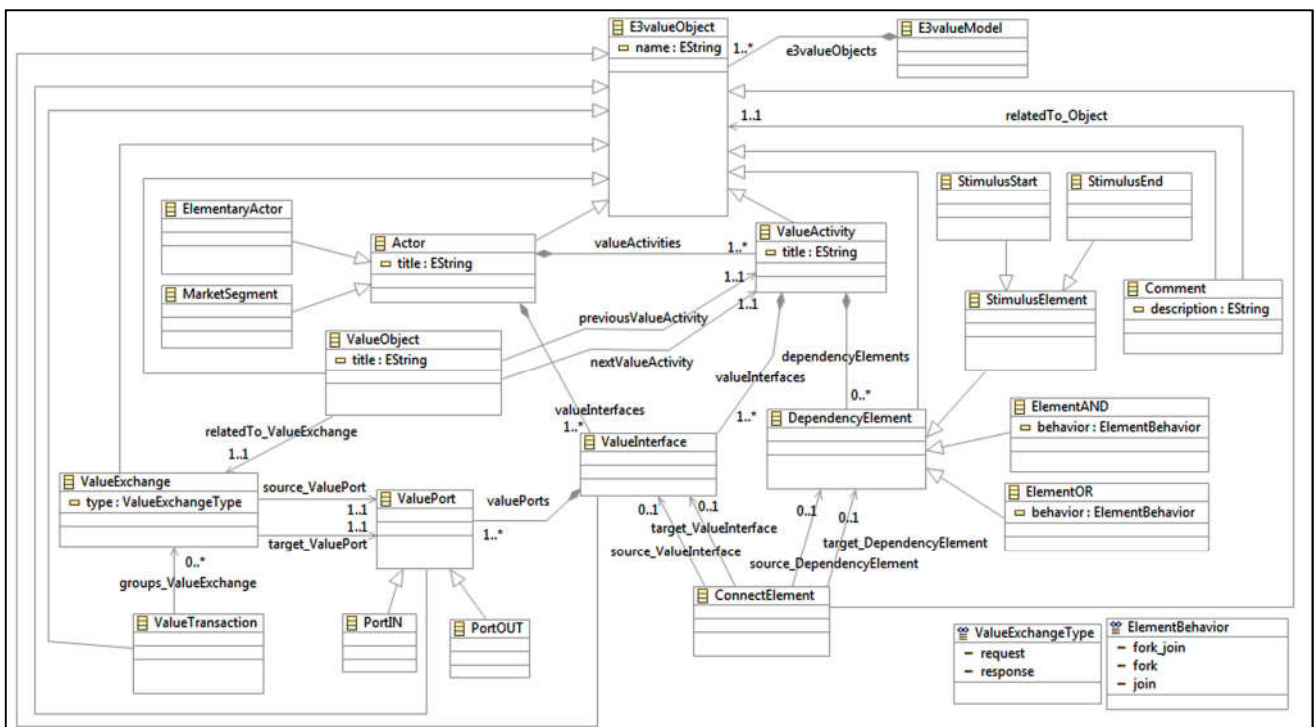 E3valueObject
name : EString
E3valueModel
1..*
e3valueObjects
1..1
relatedTo_Object
StimulusStart
StimulusEnd
ElementaryActor
Actor
title : EString
valueActivities
1..*
ValueActivity
title : EString
MarketSegment
1..1
1..1
StimulusElement
Comment
description : EString
previousValueActivity
ValueObject
title : EString
nextValueActivity
dependencyElements
valueInterfaces
valueInterfaces
0..*
1..*
1..*
DependencyElement
ElementAND
behavior : ElementBehavior
relatedTo_ValueExchange
1..1
ValueInterface
ValueExchange
type : ValueExchangeType
source_ValuePort
1..1
1..1
target_ValuePort
ValuePort
valuePorts
1..*
ElementOR
behavior : ElementBehavior
0..1
0..1
0..1
0..1
target_ValueInterface
source_ValueInterface
target_DependencyElement
source_DependencyElement
0..*
groups_ValueExchange
ConnectElement
ValueTransaction
PortIN
PortOUT
ValueExchangeType
request
response
ElementBehavior
fork_join
fork
join